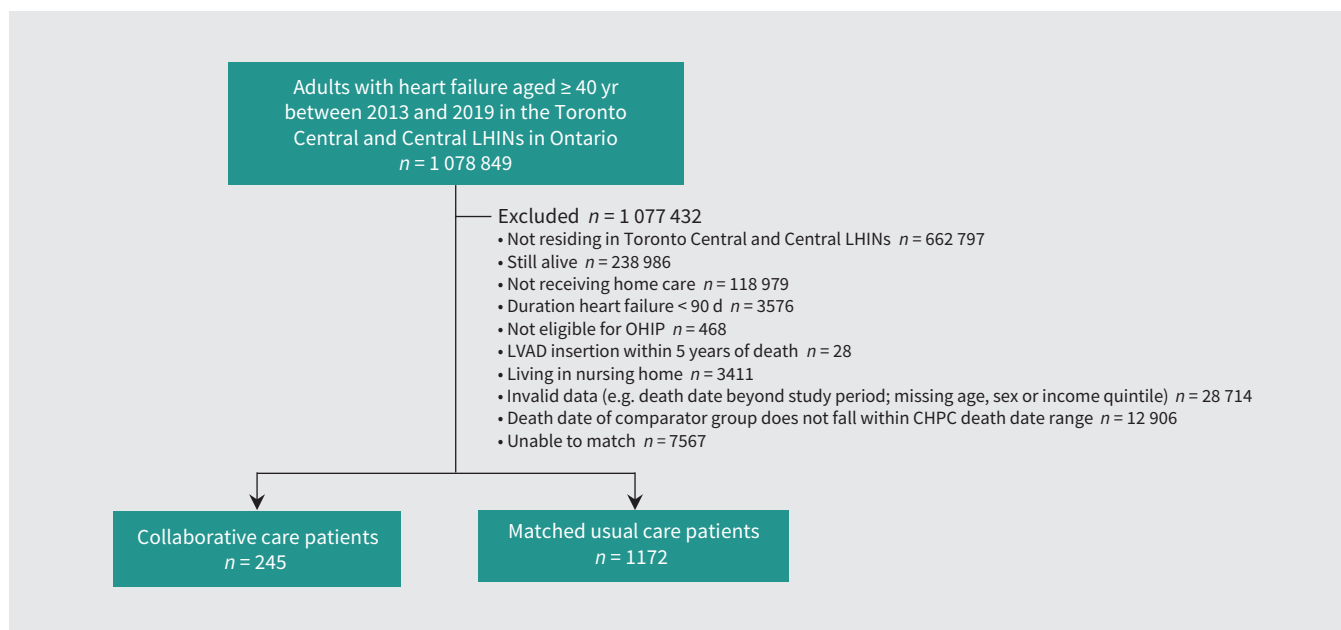 Adults with heart failure aged ≥ 40 yr
between 2013 and 2019 in the Toronto
Central and Central LHINs in Ontario
n = 1 078 849
Excluded n = 1 077 432
• Not residing in Toronto Central and Central LHINs n = 662 797
• Still alive n = 238 986
• Not receiving home care n = 118 979
• Duration heart failure < 90 d n = 3576
• Not eligible for OHIP n = 468
• LVAD insertion within 5 years of death n = 28
• Living in nursing home n = 3411
• Invalid data (e.g. death date beyond study period; missing age, sex or income quintile) n = 28 714
• Death date of comparator group does not fall within CHPC death date range n = 12 906
• Unable to match n = 7567
Collaborative care patients
n = 245
Matched usual care patients
n = 1172